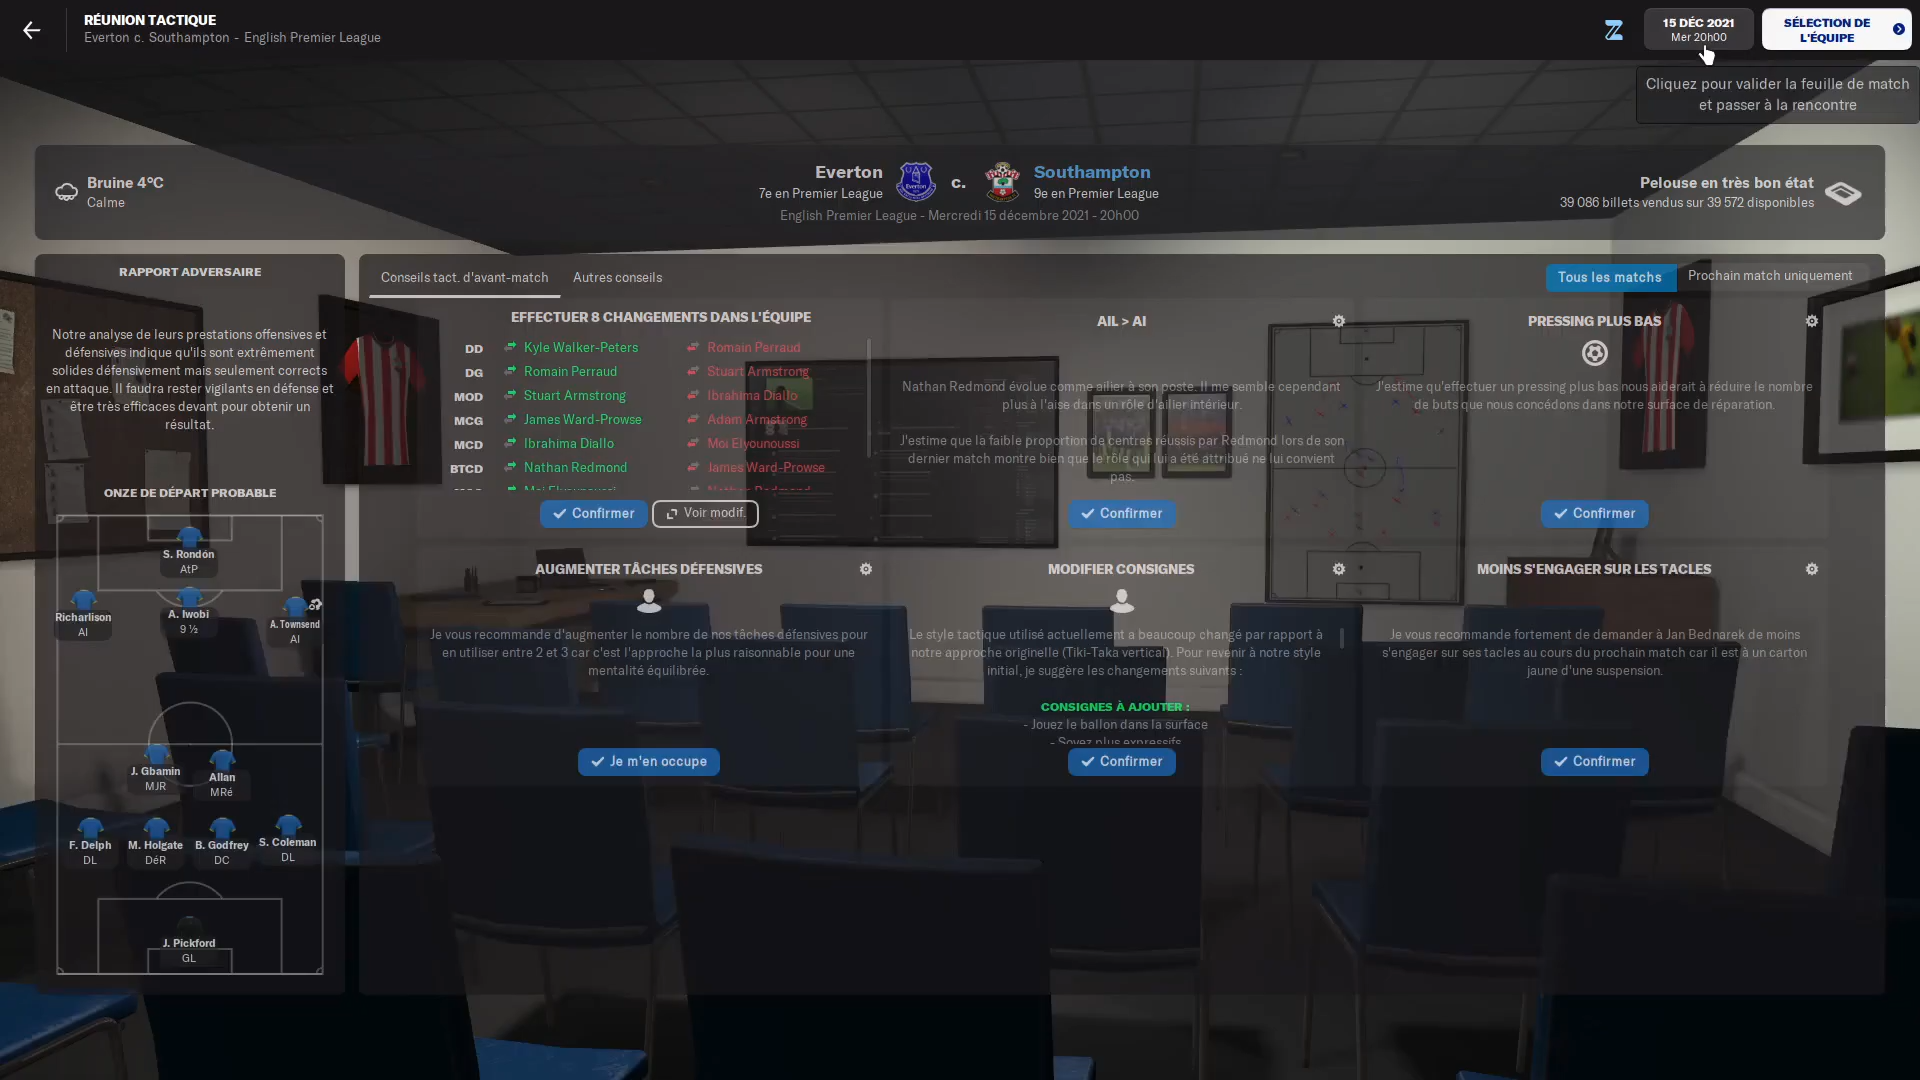 RÉUNION TACTIQUE
Everton c. Southampton - English Premier League
15 DÉC 2021
Mer 20h00
SÉLECTION DE
L'ÉQUIPE
Cliquez pour valider la feuille de match
et passer à la rencontre
Bruine 4°C
Calme
Everton
7e en Premier League
c.
Southampton
9e en Premier League
English Premier League - Mercredi 15 décembre 2021 - 20h00
Pelouse en très bon état
39 086 billets vendus sur 39 572 disponibles
RAPPORT ADVERSAIRE
Notre analyse de leurs prestations offensives et
défensives indique qu'ils sont extrêmement
solides défensivement mais seulement corrects
en attaque. Il faudra rester vigilants en défense et
être très efficaces devant pour obtenir un
résultat.
ONZE DE DÉPART PROBABLE
S. Rondón
AtP
Richarlison
AI
A. Iwobi
9 ½
A. Townsend
AI
J. Gbamin
MJR
Allan
MRé
F. Delph
DL
M. Holgate
DéR
B. Godfrey
DC
S. Coleman
DL
J. Pickford
GL
Conseils tact. d'avant-match
Autres conseils
Tous les matchs
Prochain match uniquement
EFFECTUER 8 CHANGEMENTS DANS L'ÉQUIPE
DD Kyle Walker-Peters Romain Perraud
DG Romain Perraud Stuart Armstrong
MOD Stuart Armstrong Ibrahima Diallo
MCG James Ward-Prowse Adam Armstrong
MCD Ibrahima Diallo Moi Elyounoussi
BTCD Nathan Redmond James Ward-Prowse
Moi Elyounoussi Nathan Redmond
Confirmer
Voir modif.
AIL > AI
Nathan Redmond évolue comme ailier à son poste. Il me semble cependant
plus à l'aise dans un rôle d'ailier intérieur.
J'estime que la faible proportion de centres réussis par Redmond lors de son
dernier match montre bien que le rôle qui lui a été attribué ne lui convient
pas.
Confirmer
PRESSING PLUS BAS
J'estime qu'effectuer un pressing plus bas nous aiderait à réduire le nombre
de buts que nous concédons dans notre surface de réparation.
Confirmer
AUGMENTER TÂCHES DÉFENSIVES
Je vous recommande d'augmenter le nombre de nos tâches défensives pour
en utiliser entre 2 et 3 car c'est l'approche la plus raisonnable pour une
mentalité équilibrée.
Je m'en occupe
MODIFIER CONSIGNES
Le style tactique utilisé actuellement a beaucoup changé par rapport à
notre approche originelle (Tiki-Taka vertical). Pour revenir à notre style
initial, je suggère les changements suivants :
CONSIGNES À AJOUTER :
- Jouez le ballon dans la surface
- Soyez plus expressifs
Confirmer
MOINS S'ENGAGER SUR LES TACLES
Je vous recommande fortement de demander à Jan Bednarek de moins
s'engager sur ses tacles au cours du prochain match car il est à un carton
jaune d'une suspension.
Confirmer